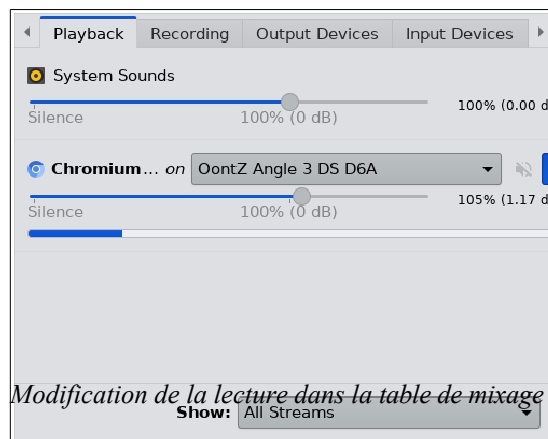 Playback Recording Output Devices Input Devices
System Sounds
100% (0.00 d
Silence 100% (0 dB)
Chromium... on OontZ Angle 3 DS D6A
105% (1.17 d
Silence 100% (0 dB)
Modification de la lecture dans la table de mixage
Show: All Streams